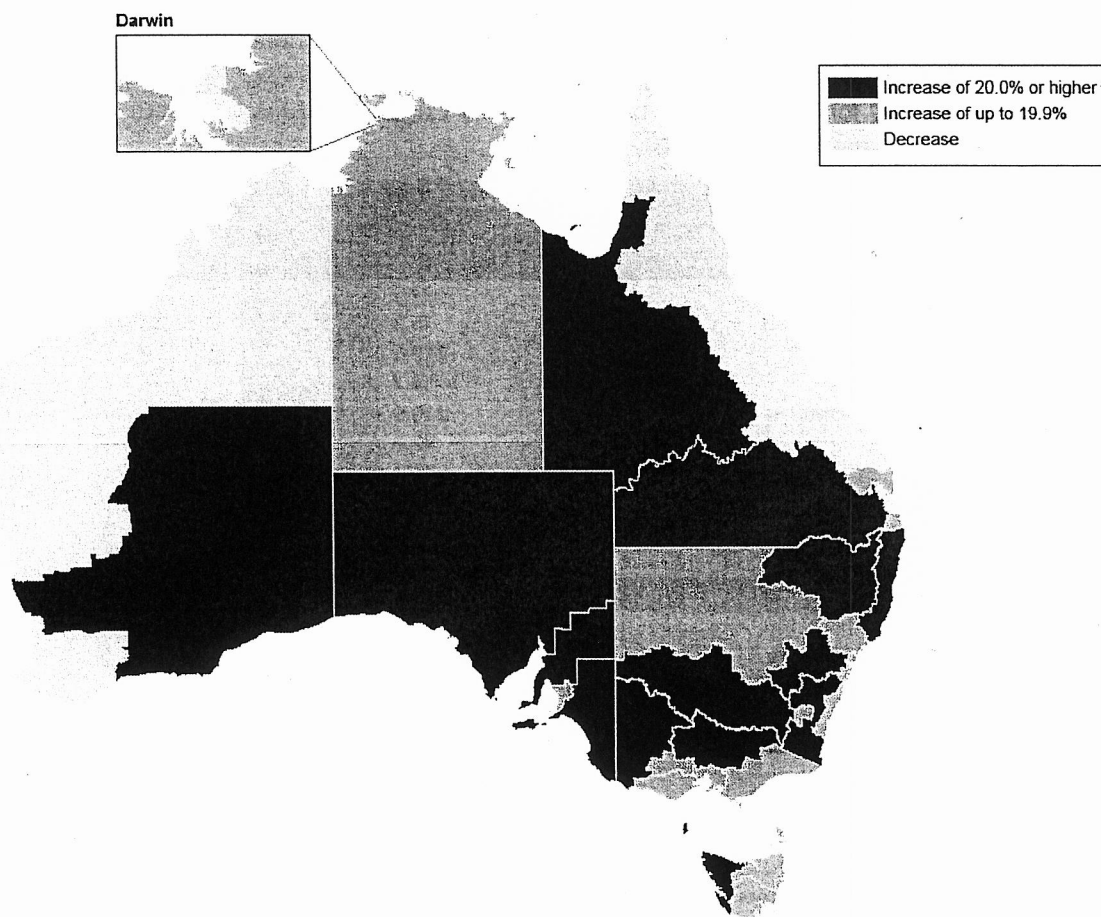 Darwin
Increase of 20.0% or higher
Increase of up to 19.9%
Decrease